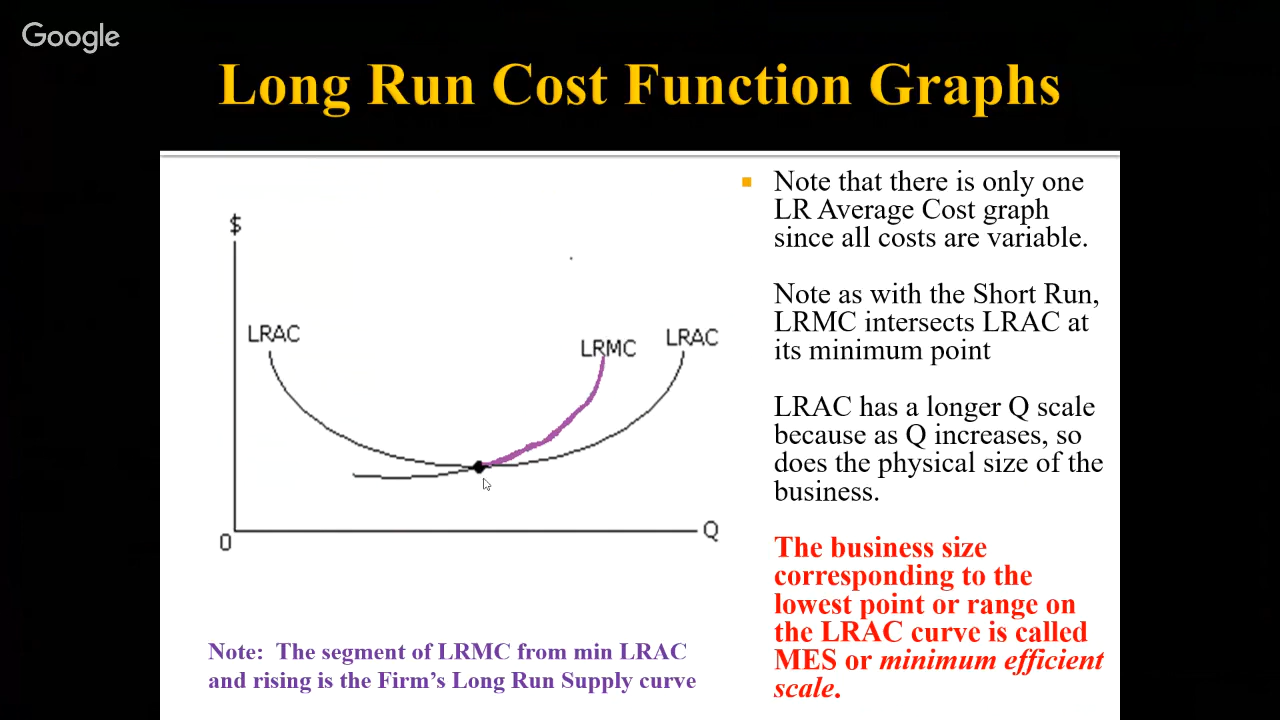 Google
Long Run Cost Function Graphs
$
LRAC
LRMC
LRAC
0
Q
Note: The segment of LRMC from min LRAC
and rising is the Firm's Long Run Supply curve
Note that there is only one
LR Average Cost graph
since all costs are variable.
Note as with the Short Run,
LRMC intersects LRAC at
its minimum point
LRAC has a longer Q scale
because as Q increases, so
does the physical size of the
business.
The business size
corresponding to the
lowest point or range on
the LRAC curve is called
MES or minimum efficient
scale.